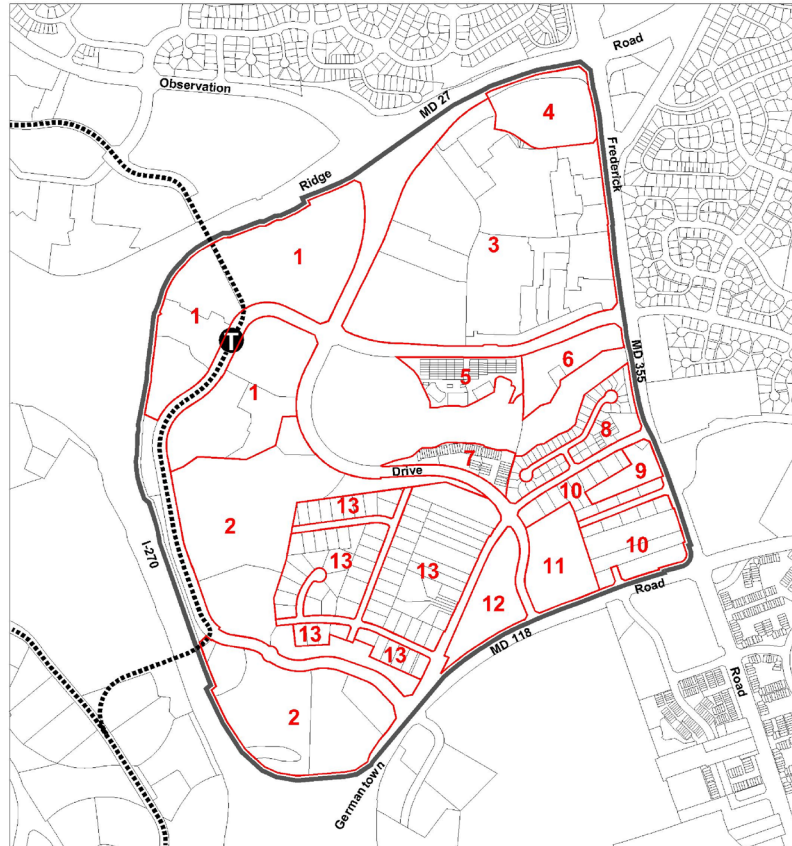 Road
Observation
MD 27
4
Frederick
Ridge
3
1
1
T
6
MD 355
5
1
8
7
Drive
9
10
13
2
13
13
11
10
I-270
12
Road
13
13
MD 118
Road
2
Germantown